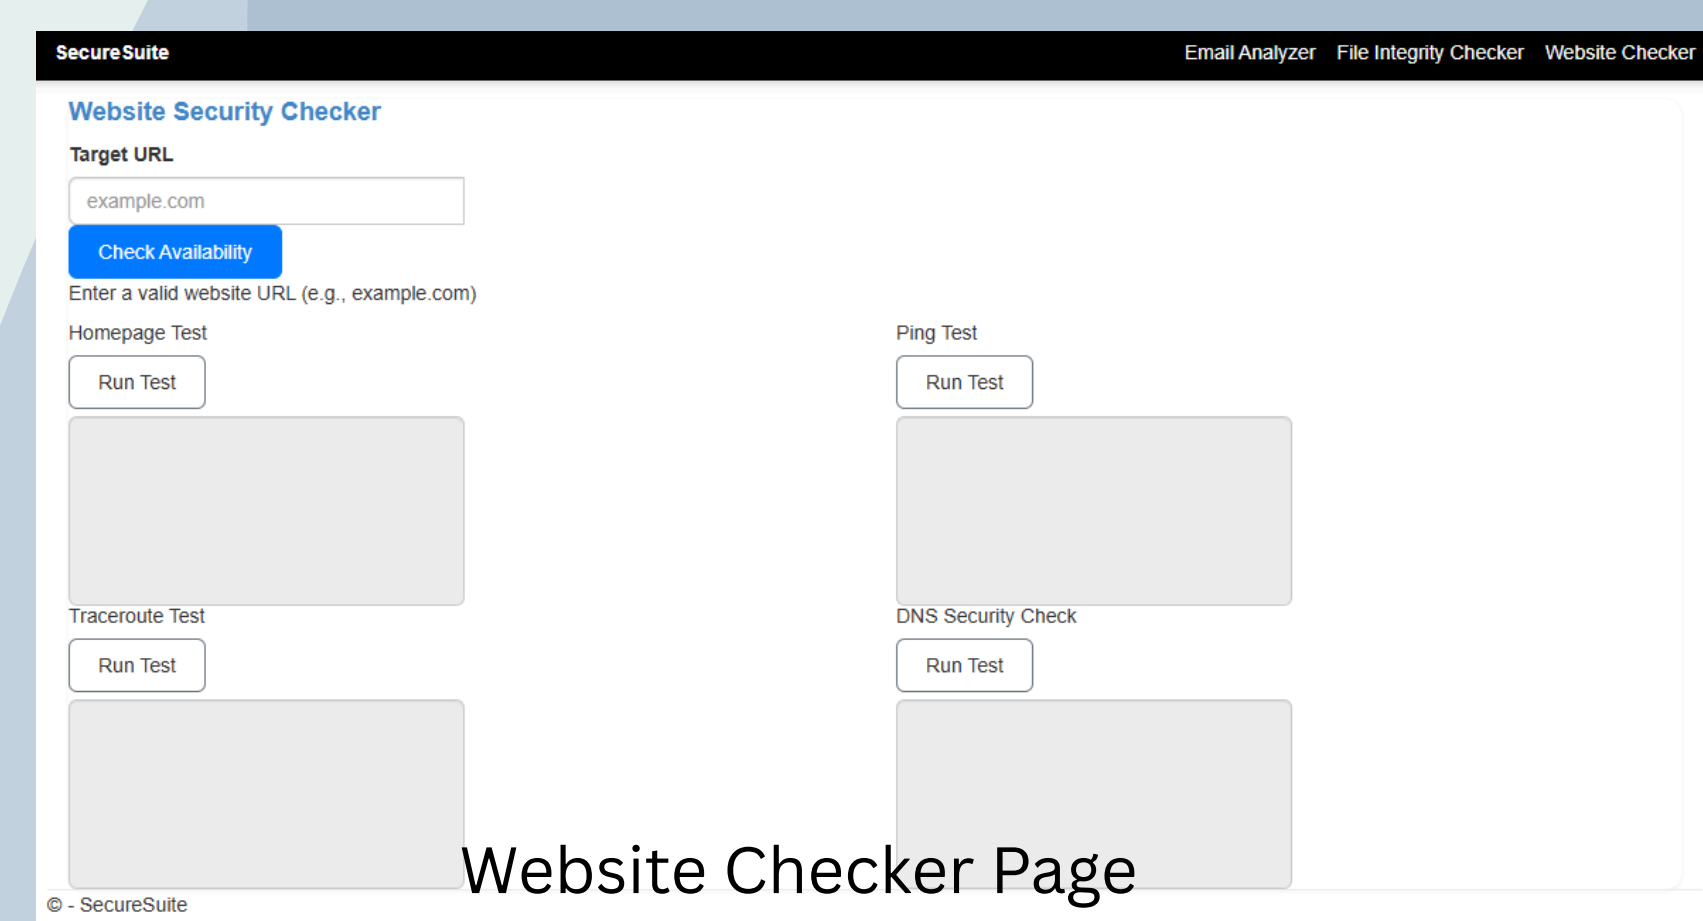 SecureSuite
Email Analyzer File Integrity Checker Website Checker
Website Security Checker
Target URL
example.com
Check Availability
Enter a valid website URL (e.g., example.com)
Homepage Test
Run Test
Ping Test
Run Test
Traceroute Test
Run Test
DNS Security Check
Run Test
Website Checker Page
© - SecureSuite